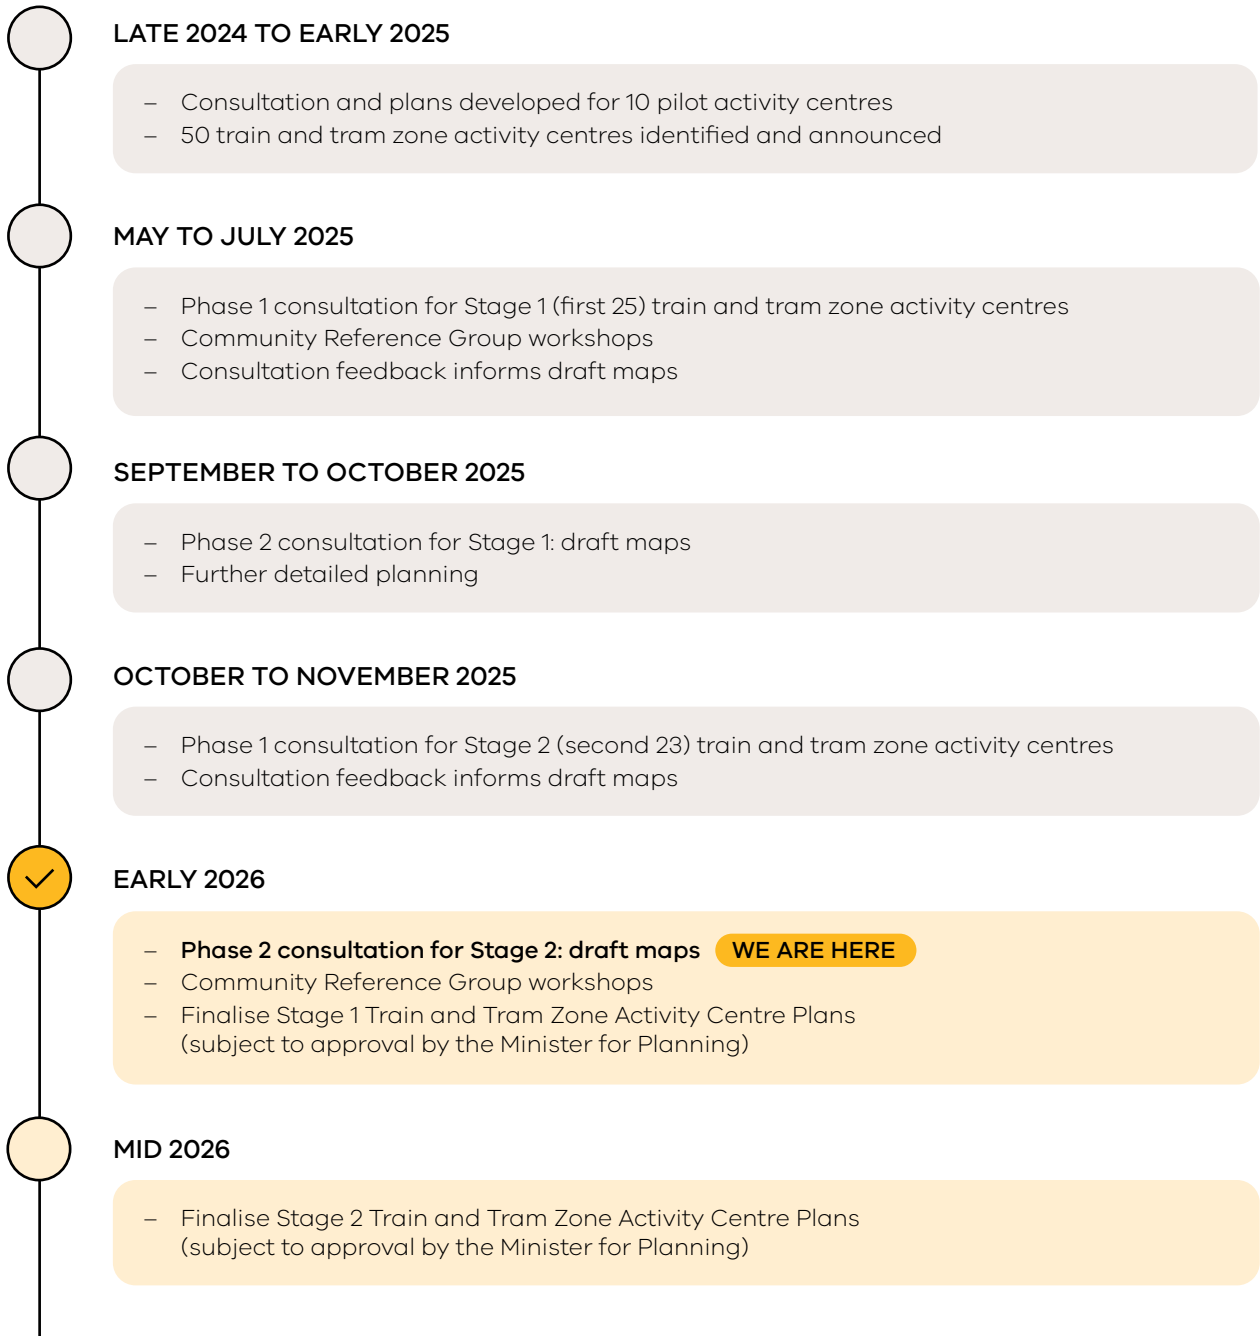 LATE 2024 TO EARLY 2025
– Consultation and plans developed for 10 pilot activity centres
– 50 train and tram zone activity centres identified and announced
MAY TO JULY 2025
– Phase 1 consultation for Stage 1 (first 25) train and tram zone activity centres
– Community Reference Group workshops
– Consultation feedback informs draft maps
SEPTEMBER TO OCTOBER 2025
– Phase 2 consultation for Stage 1: draft maps
– Further detailed planning
OCTOBER TO NOVEMBER 2025
– Phase 1 consultation for Stage 2 (second 23) train and tram zone activity centres
– Consultation feedback informs draft maps
EARLY 2026
– Phase 2 consultation for Stage 2: draft maps WE ARE HERE
– Community Reference Group workshops
– Finalise Stage 1 Train and Tram Zone Activity Centre Plans
(subject to approval by the Minister for Planning)
MID 2026
– Finalise Stage 2 Train and Tram Zone Activity Centre Plans
(subject to approval by the Minister for Planning)